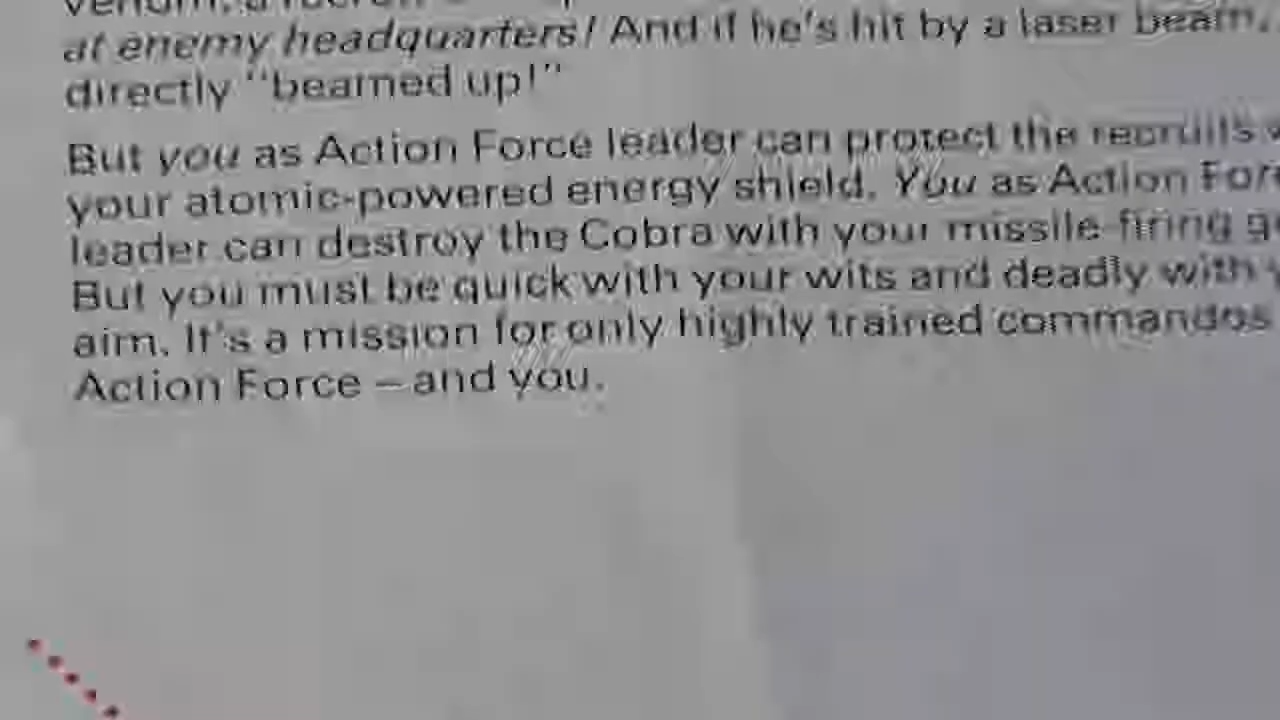 venom, a
at enemy headquarters! And if he's hit by a laser beam,
directly "beamed up!"
But you as Action Force leader can protect the recruits
your atomic-powered energy shield. You as Action For
leader can destroy the Cobra with your missile-firing g
But you must be quick with your wits and deadly with
aim. It's a mission for only highly trained commandos
Action Force – and you.